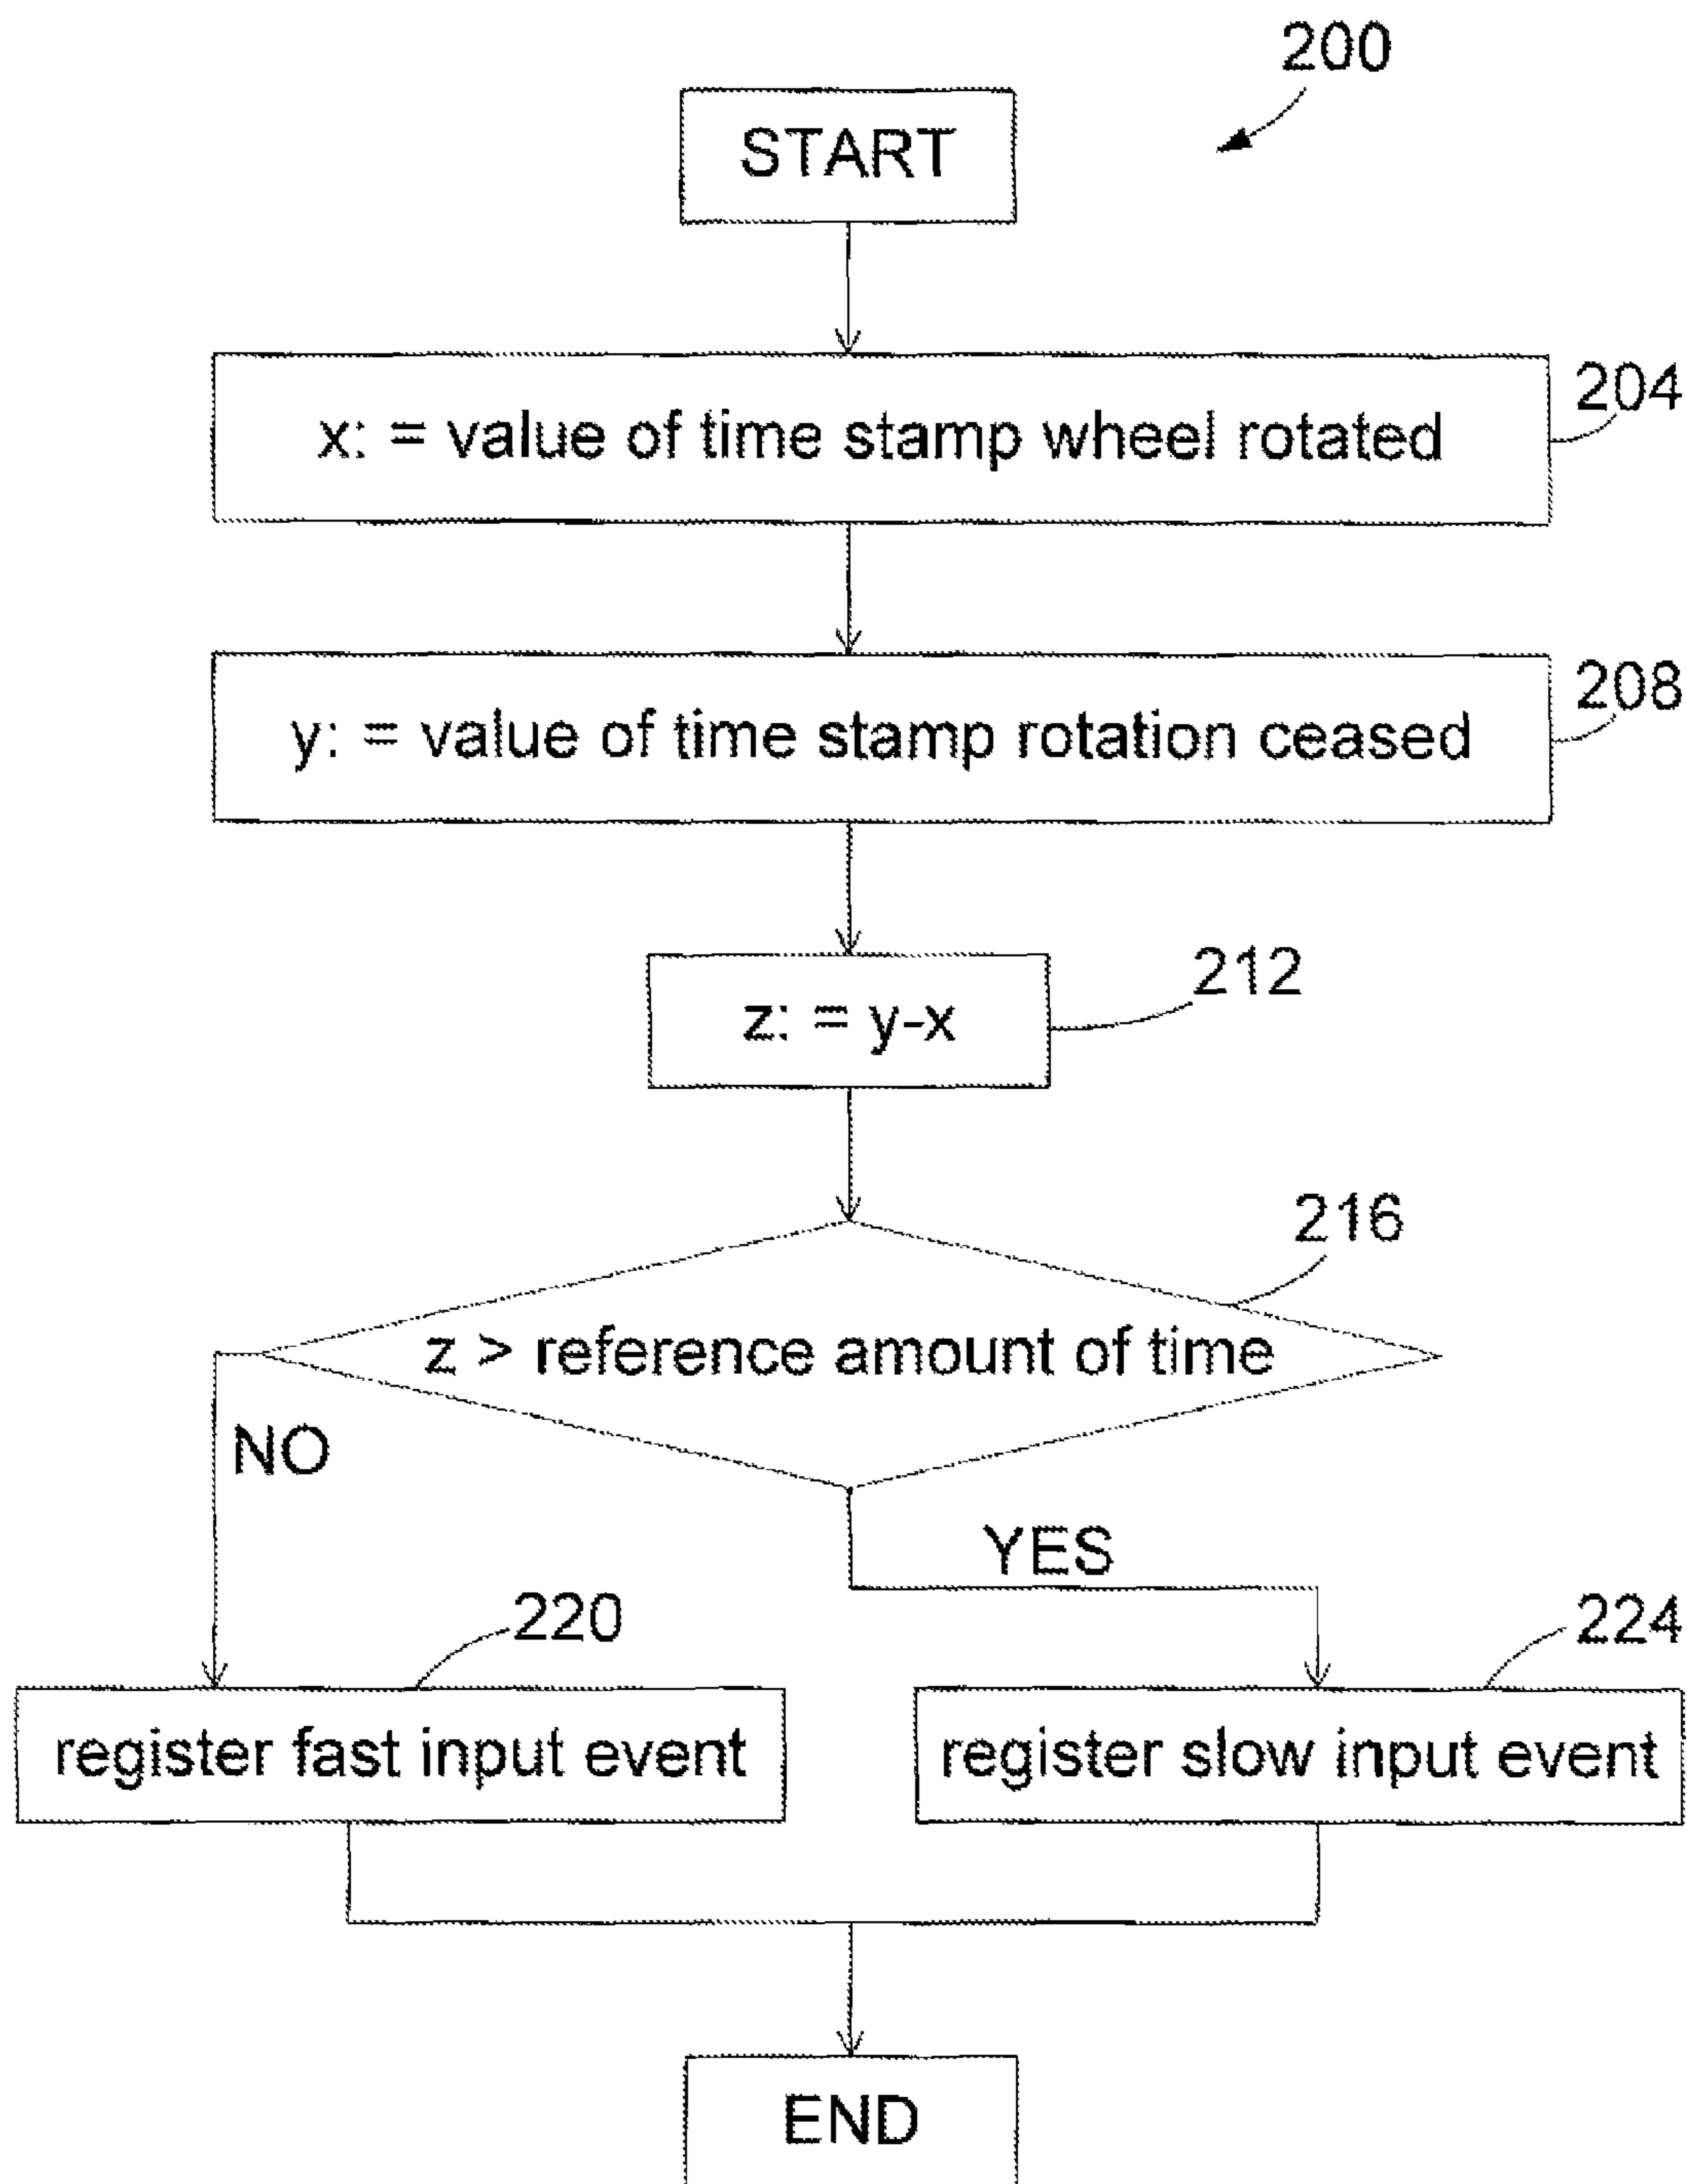 200
START
204
x: = value of time stamp wheel rotated
208
y: = value of time stamp rotation ceased
212
z: = y-x
216
z > reference amount of time
NO
YES
220
224
register fast input event
register slow input event
END